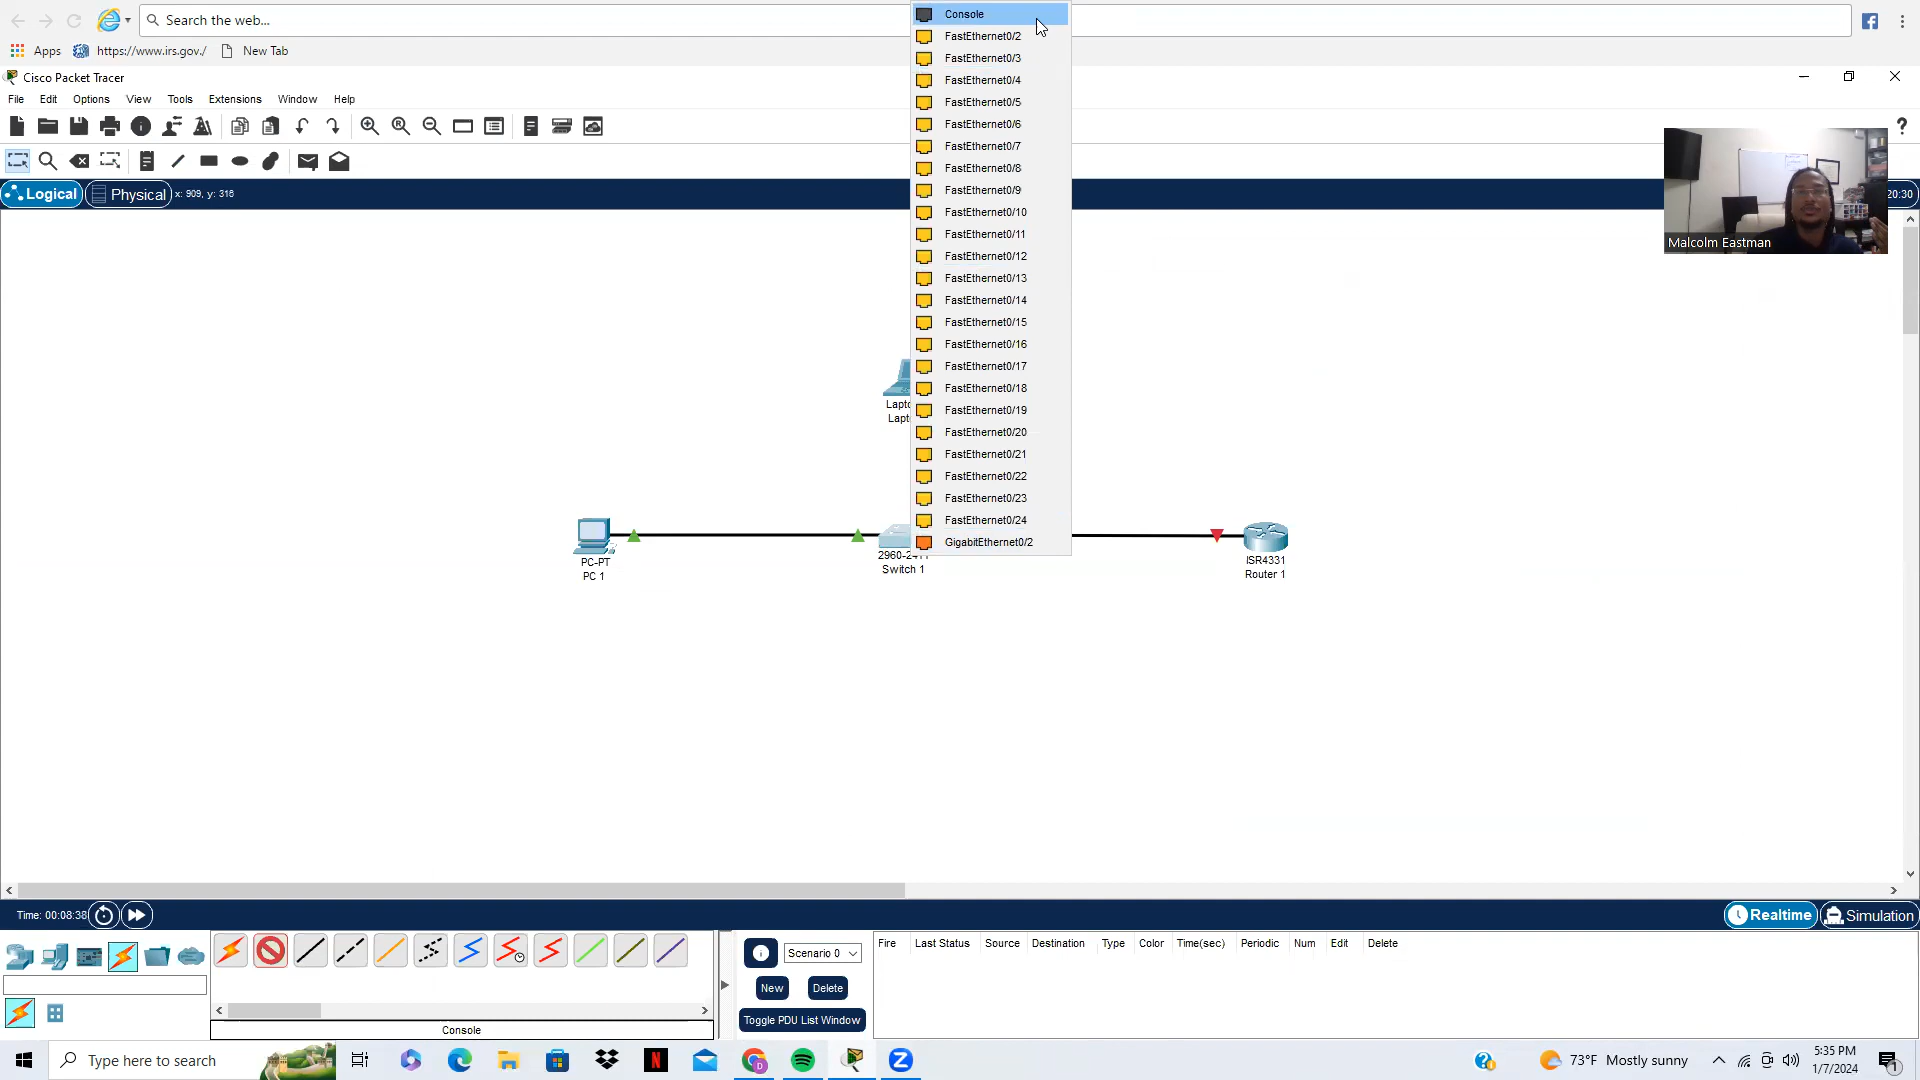 Search the web...
Apps
https://www.irs.gov./
New Tab
Cisco Packet Tracer
File Edit Options View Tools Extensions Window Help
?
Logical
Physical
x: 909, y: 318
20:30
Malcolm Eastman
Console
FastEthernet0/2
FastEthernet0/3
FastEthernet0/4
FastEthernet0/5
FastEthernet0/6
FastEthernet0/7
FastEthernet0/8
FastEthernet0/9
FastEthernet0/10
FastEthernet0/11
FastEthernet0/12
FastEthernet0/13
FastEthernet0/14
FastEthernet0/15
FastEthernet0/16
FastEthernet0/17
FastEthernet0/18
FastEthernet0/19
FastEthernet0/20
FastEthernet0/21
FastEthernet0/22
FastEthernet0/23
FastEthernet0/24
GigabitEthernet0/2
Lapto
Lapt
PC-PT
PC 1
Switch 1
ISR4331
Router 1
Time: 00:08:38
Realtime
Simulation
Scenario 0
New
Delete
Toggle PDU List Window
Fire Last Status Source Destination Type Color Time(sec) Periodic Num Edit Delete
Console
Type here to search
73°F Mostly sunny
5:35 PM
1/7/2024
1